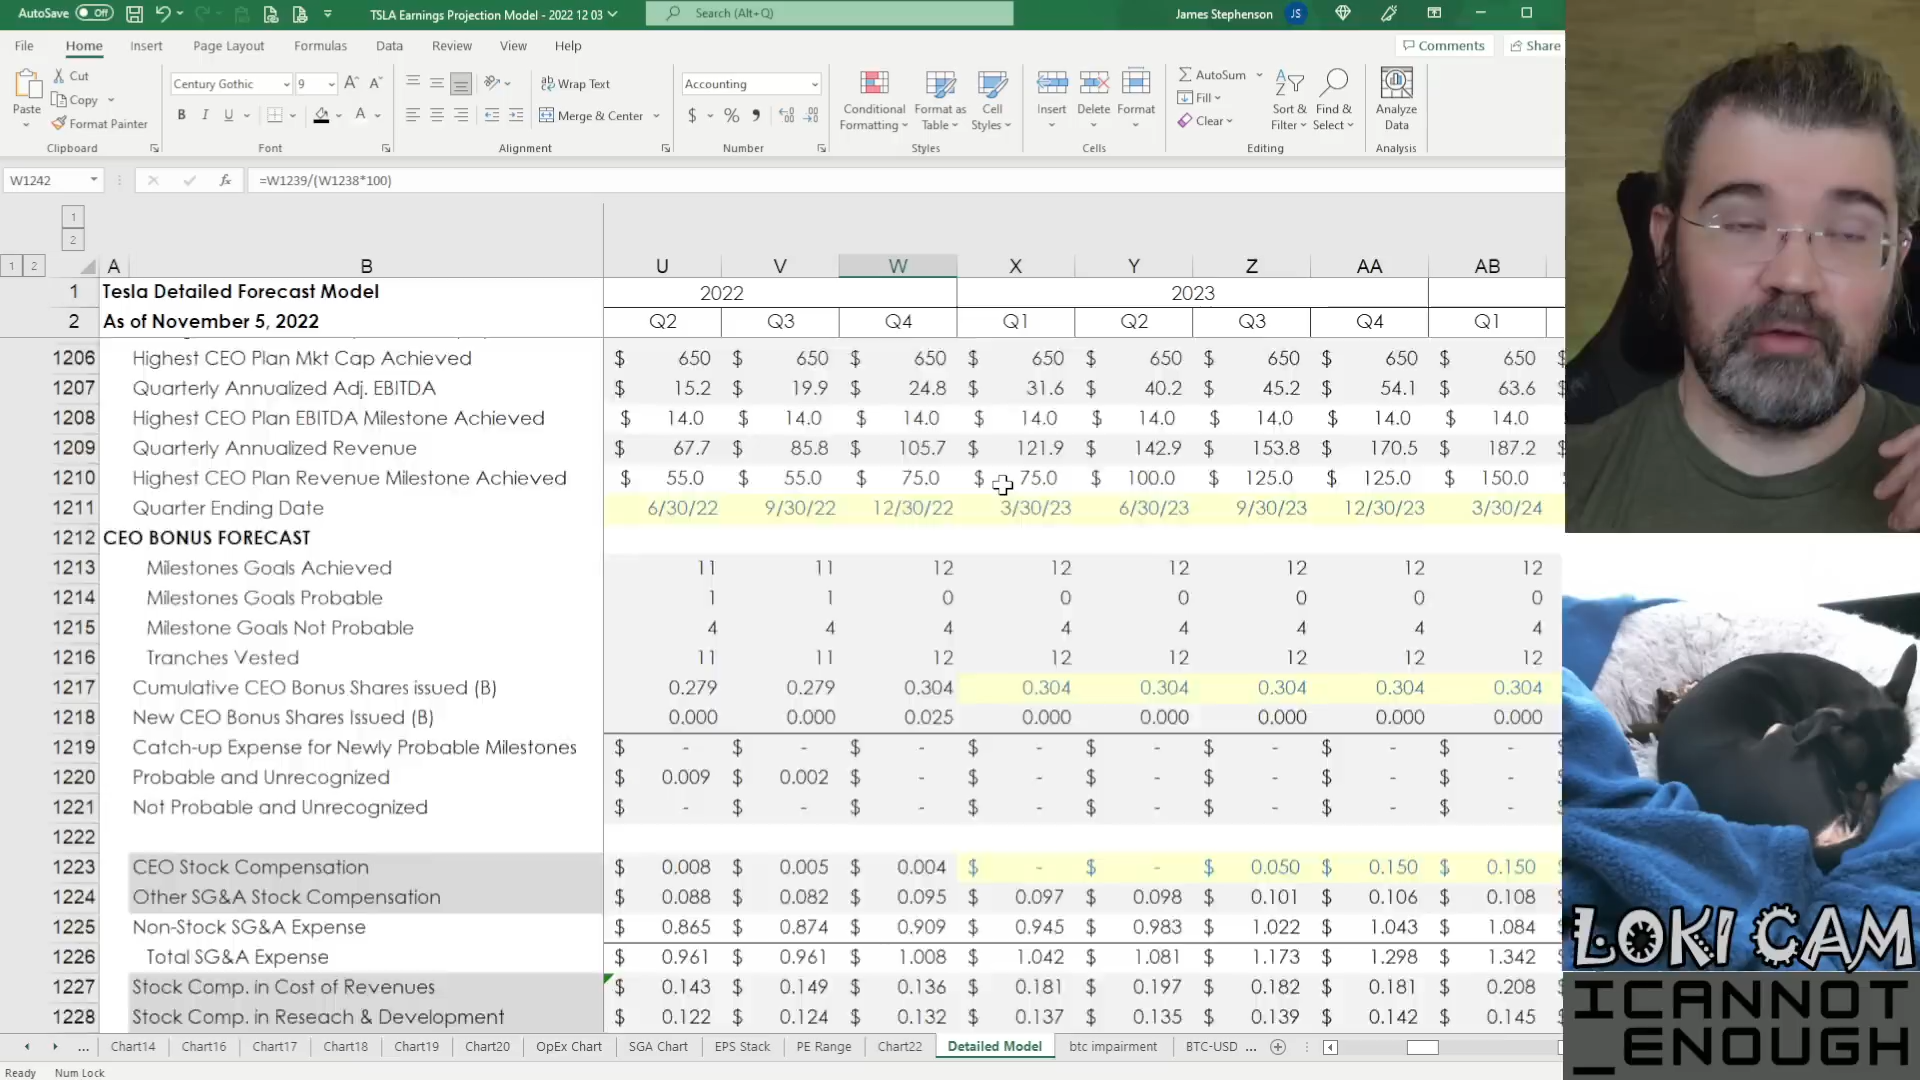 AutoSave Off TSLA Earnings Projection Model - 2022 12 03 Search (Alt+Q) James Stephenson JS
File Home Insert Page Layout Formulas Data Review View Help Comments Share
Paste Cut Copy Format Painter
Century Gothic 9 B I U A
Wrap Text Merge & Center
Accounting $ %
Conditional Formatting Format as Table Cell Styles
Insert Delete Format
AutoSum Fill Clear Sort & Filter Find & Select Analyze Data
Clipboard Font Alignment Number Styles Cells Editing Analysis
W1242 fx =W1239/(W1238*100)
1
2
1 2 A B U V W X Y Z AA AB
1 Tesla Detailed Forecast Model 2022 2023
2 As of November 5, 2022 Q2 Q3 Q4 Q1 Q2 Q3 Q4 Q1
1206 Highest CEO Plan Mkt Cap Achieved $ 650 $ 650 $ 650 $ 650 $ 650 $ 650 $ 650 $ 650
1207 Quarterly Annualized Adj. EBITDA $ 15.2 $ 19.9 $ 24.8 $ 31.6 $ 40.2 $ 45.2 $ 54.1 $ 63.6
1208 Highest CEO Plan EBITDA Milestone Achieved $ 14.0 $ 14.0 $ 14.0 $ 14.0 $ 14.0 $ 14.0 $ 14.0 $ 14.0
1209 Quarterly Annualized Revenue $ 67.7 $ 85.8 $ 105.7 $ 121.9 $ 142.9 $ 153.8 $ 170.5 $ 187.2
1210 Highest CEO Plan Revenue Milestone Achieved $ 55.0 $ 55.0 $ 75.0 $ 75.0 $ 100.0 $ 125.0 $ 125.0 $ 150.0
1211 Quarter Ending Date 6/30/22 9/30/22 12/30/22 3/30/23 6/30/23 9/30/23 12/30/23 3/30/24
1212 CEO BONUS FORECAST
1213 Milestones Goals Achieved 11 11 12 12 12 12 12 12
1214 Milestones Goals Probable 1 1 0 0 0 0 0 0
1215 Milestone Goals Not Probable 4 4 4 4 4 4 4 4
1216 Tranches Vested 11 11 12 12 12 12 12 12
1217 Cumulative CEO Bonus Shares issued (B) 0.279 0.279 0.304 0.304 0.304 0.304 0.304 0.304
1218 New CEO Bonus Shares Issued (B) 0.000 0.000 0.025 0.000 0.000 0.000 0.000 0.000
1219 Catch-up Expense for Newly Probable Milestones $ - $ - $ - $ - $ - $ - $ - $ -
1220 Probable and Unrecognized $ 0.009 $ 0.002 $ - $ - $ - $ - $ - $ -
1221 Not Probable and Unrecognized $ - $ - $ - $ - $ - $ - $ - $ -
1222
1223 CEO Stock Compensation $ 0.008 $ 0.005 $ 0.004 $ - $ - $ 0.050 $ 0.150 $ 0.150
1224 Other SG&A Stock Compensation $ 0.088 $ 0.082 $ 0.095 $ 0.097 $ 0.098 $ 0.101 $ 0.106 $ 0.108
1225 Non-Stock SG&A Expense $ 0.865 $ 0.874 $ 0.909 $ 0.945 $ 0.983 $ 1.022 $ 1.043 $ 1.084
1226 Total SG&A Expense $ 0.961 $ 0.961 $ 1.008 $ 1.042 $ 1.081 $ 1.173 $ 1.298 $ 1.342
1227 Stock Comp. in Cost of Revenues $ 0.143 $ 0.149 $ 0.136 $ 0.181 $ 0.197 $ 0.182 $ 0.181 $ 0.208
1228 Stock Comp. in Reseach & Development $ 0.122 $ 0.124 $ 0.132 $ 0.137 $ 0.135 $ 0.139 $ 0.142 $ 0.145
... Chart14 Chart16 Chart17 Chart18 Chart19 Chart20 OpEx Chart SGA Chart EPS Stack PE Range Chart22 Detailed Model btc impairment BTC-USD ...
Ready Num Lock
LOKI CAM
ICANNOT
_ENOUGH